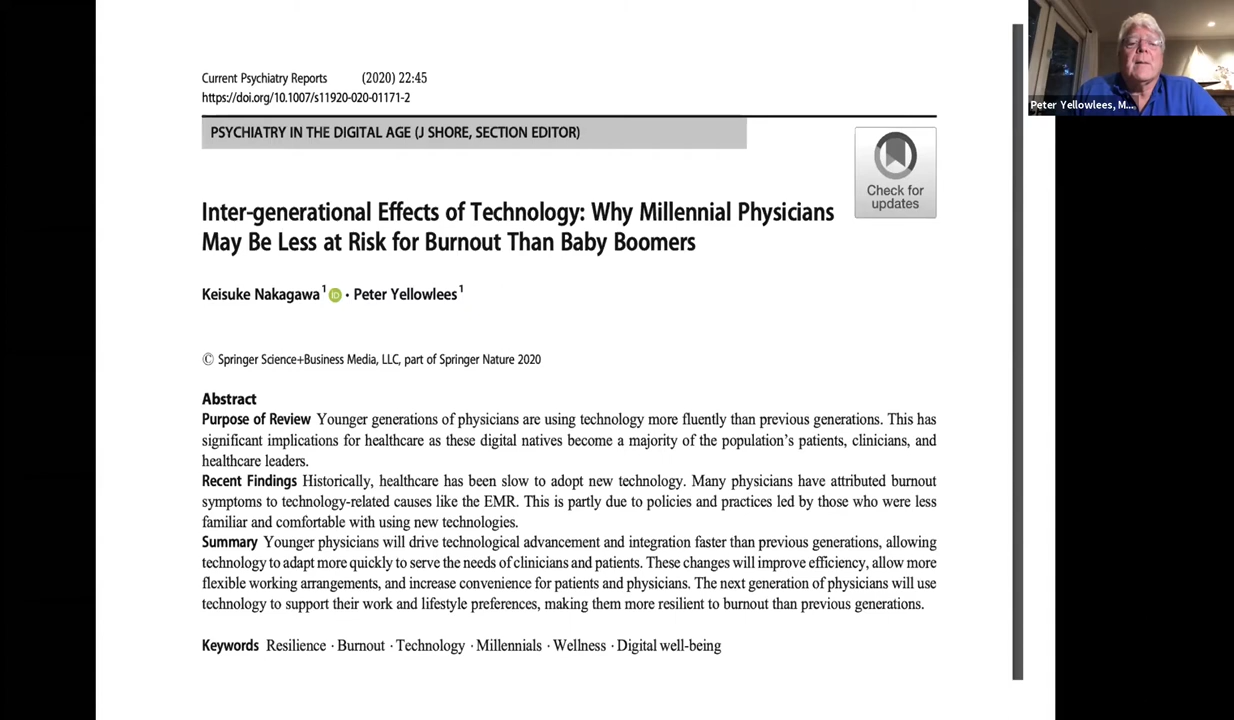 Current Psychiatry Reports (2020) 22:45
https://doi.org/10.1007/s11920-020-01171-2
PSYCHIATRY IN THE DIGITAL AGE (J SHORE, SECTION EDITOR)
Check for
updates
Inter-generational Effects of Technology: Why Millennial Physicians
May Be Less at Risk for Burnout Than Baby Boomers
Keisuke Nakagawa1 iD · Peter Yellowlees1
© Springer Science+Business Media, LLC, part of Springer Nature 2020
Abstract
Purpose of Review Younger generations of physicians are using technology more fluently than previous generations. This has
significant implications for healthcare as these digital natives become a majority of the population's patients, clinicians, and
healthcare leaders.
Recent Findings Historically, healthcare has been slow to adopt new technology. Many physicians have attributed burnout
symptoms to technology-related causes like the EMR. This is partly due to policies and practices led by those who were less
familiar and comfortable with using new technologies.
Summary Younger physicians will drive technological advancement and integration faster than previous generations, allowing
technology to adapt more quickly to serve the needs of clinicians and patients. These changes will improve efficiency, allow more
flexible working arrangements, and increase convenience for patients and physicians. The next generation of physicians will use
technology to support their work and lifestyle preferences, making them more resilient to burnout than previous generations.
Keywords Resilience · Burnout · Technology · Millennials · Wellness · Digital well-being
Peter Yellowlees, M...